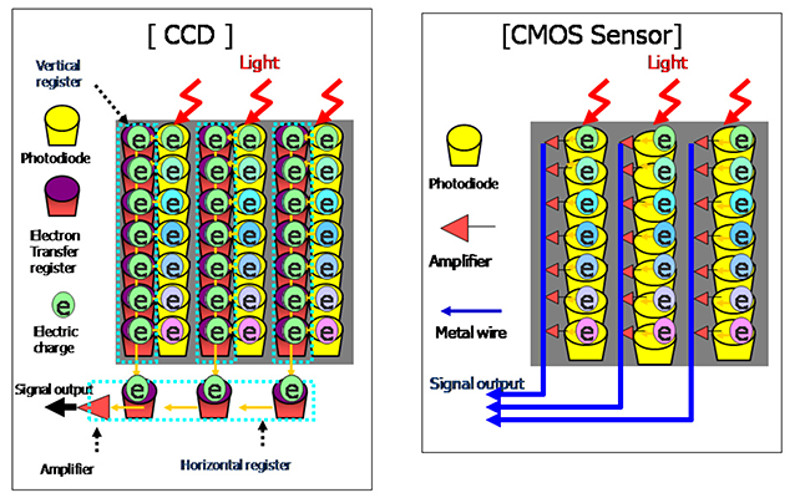 [ CCD ]
Vertical
register
Light
Photodiode
Electron
Transfer
register
e
Electric
charge
e e e e e e
e e e e e e
e e e e e e
e e e e e e
e e e e e e
e e e e e e
e e e e e e
Signal output
e e e
Amplifier
Horizontal register
[CMOS Sensor]
Light
Photodiode
Amplifier
Metal wire
Signal output
e e e
e e e
e e e
e e e
e e e
e e e
e e e